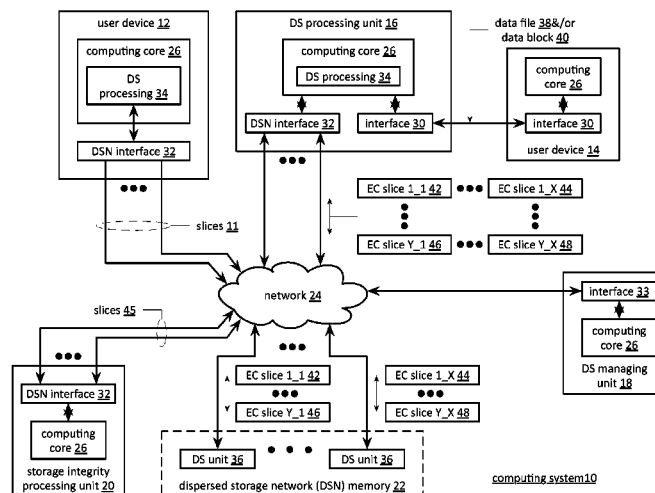 user device 12
computing core 26
DS processing 34
DSN interface 32
DS processing unit 16
computing core 26
DS processing 34
DSN interface 32
interface 30
data file 38&/or data block 40
computing core 26
interface 30
user device 14
slices 11
EC slice 1_1 42
EC slice 1_X 44
EC slice Y_1 46
EC slice Y_X 48
network 24
slices 45
interface 33
computing core 26
DS managing unit 18
DSN interface 32
computing core 26
storage integrity processing unit 20
EC slice 1_1 42
EC slice Y_1 46
EC slice 1_X 44
EC slice Y_X 48
DS unit 36
DS unit 36
dispersed storage network (DSN) memory 22
computing system10